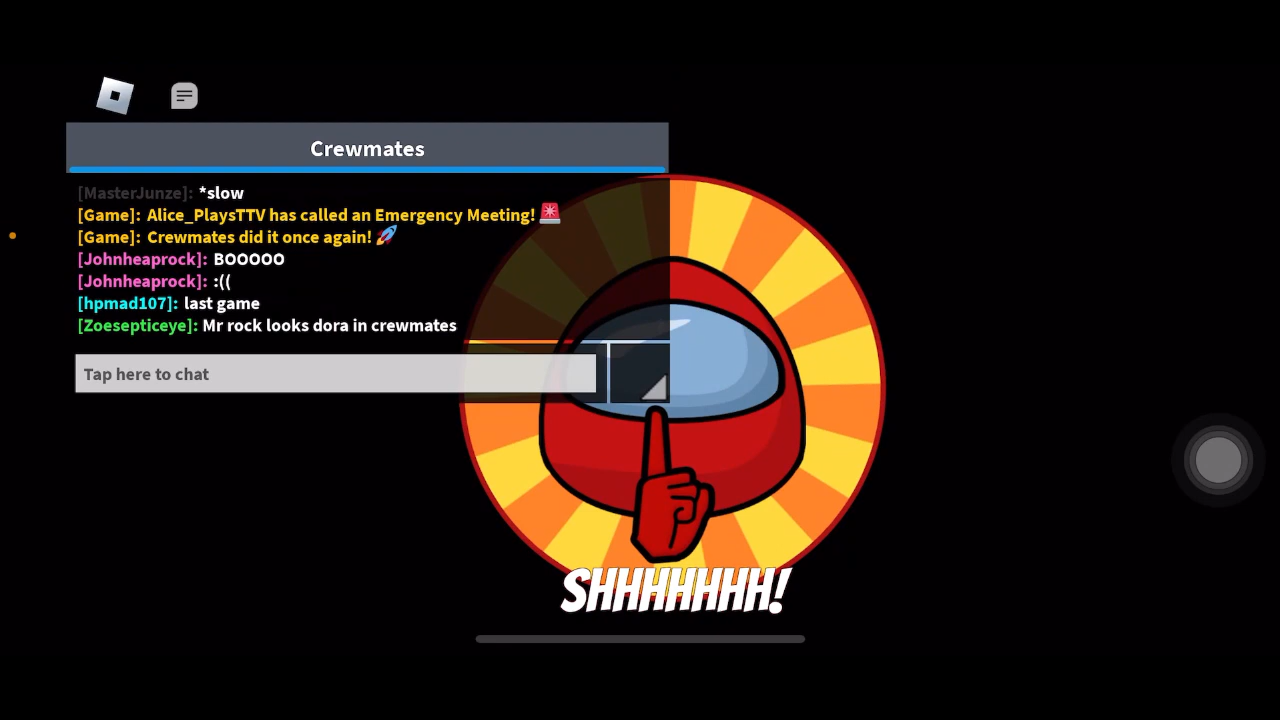 Crewmates
[MasterJunze]: *slow
[Game]: Alice_PlaysTTV has called an Emergency Meeting! 🚨
[Game]: Crewmates did it once again! 🚀
[Johnheaprock]: BOOOOO
[Johnheaprock]: :((
[hpmad107]: last game
[Zoesepticeye]: Mr rock looks dora in crewmates
Tap here to chat
SHHHHHHH!